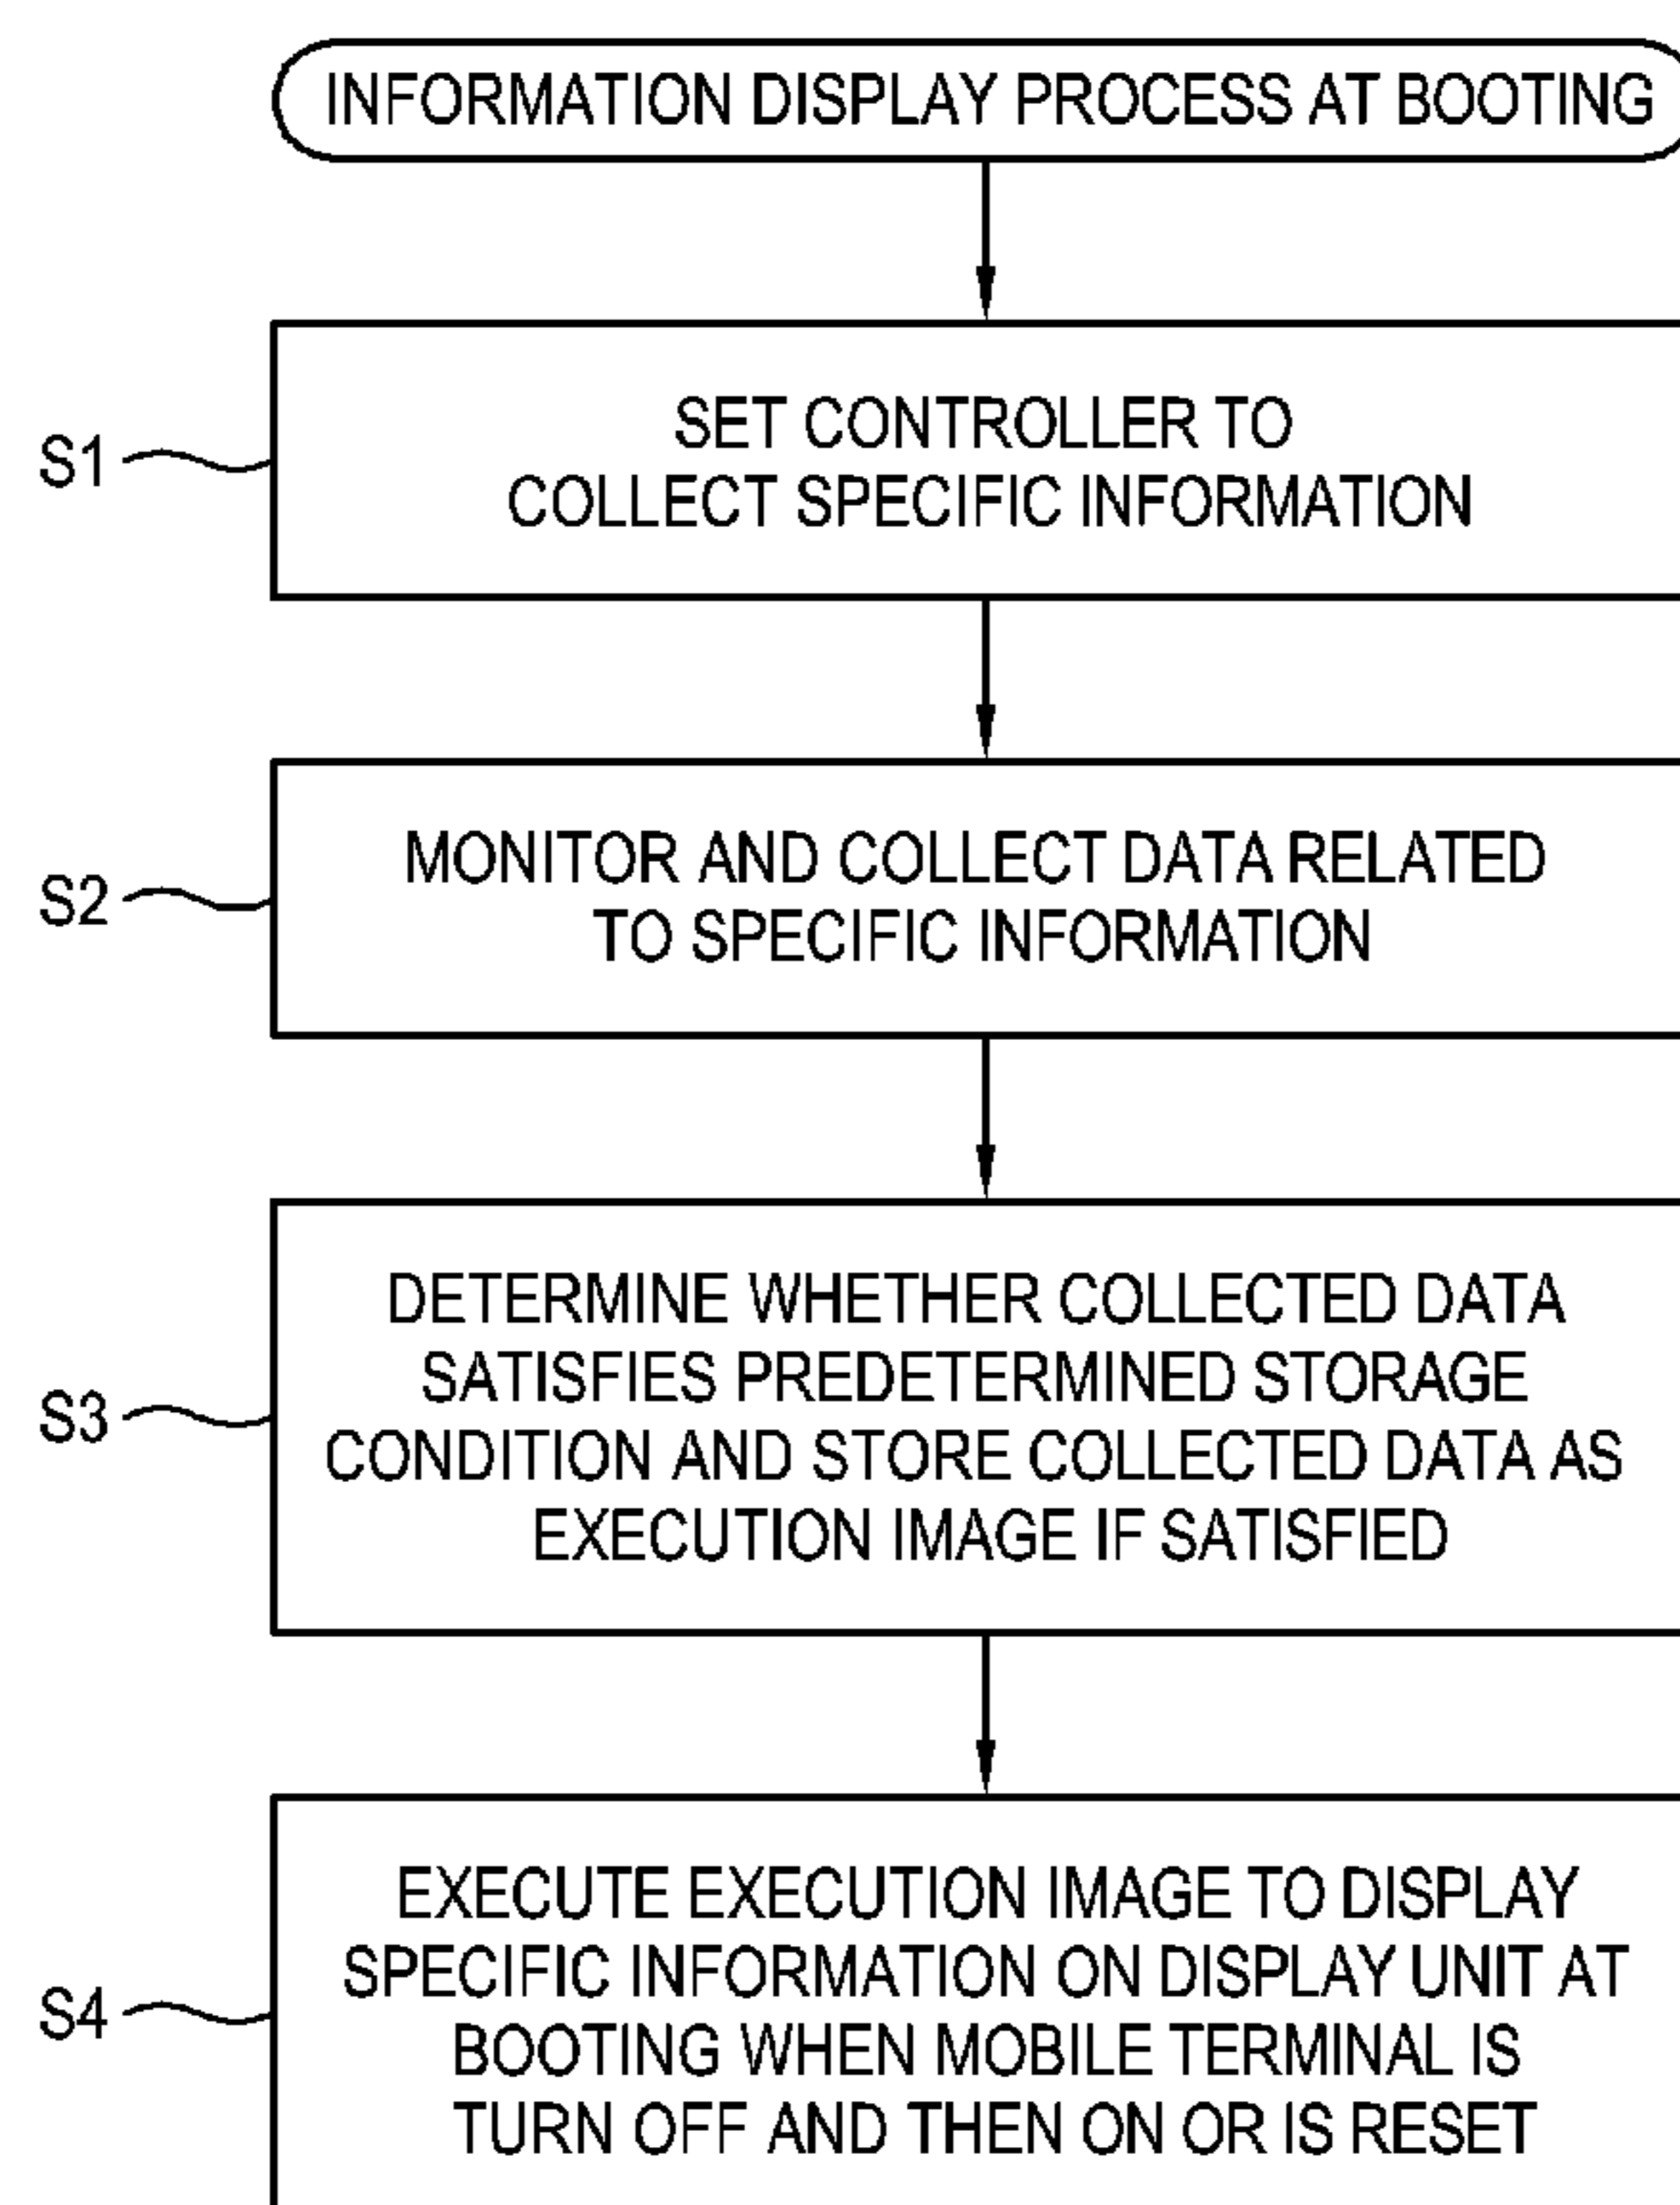 INFORMATION DISPLAY PROCESS AT BOOTING
S1
SET CONTROLLER TO
COLLECT SPECIFIC INFORMATION
S2
MONITOR AND COLLECT DATA RELATED
TO SPECIFIC INFORMATION
S3
DETERMINE WHETHER COLLECTED DATA
SATISFIES PREDETERMINED STORAGE
CONDITION AND STORE COLLECTED DATA AS
EXECUTION IMAGE IF SATISFIED
S4
EXECUTE EXECUTION IMAGE TO DISPLAY
SPECIFIC INFORMATION ON DISPLAY UNIT AT
BOOTING WHEN MOBILE TERMINAL IS
TURN OFF AND THEN ON OR IS RESET